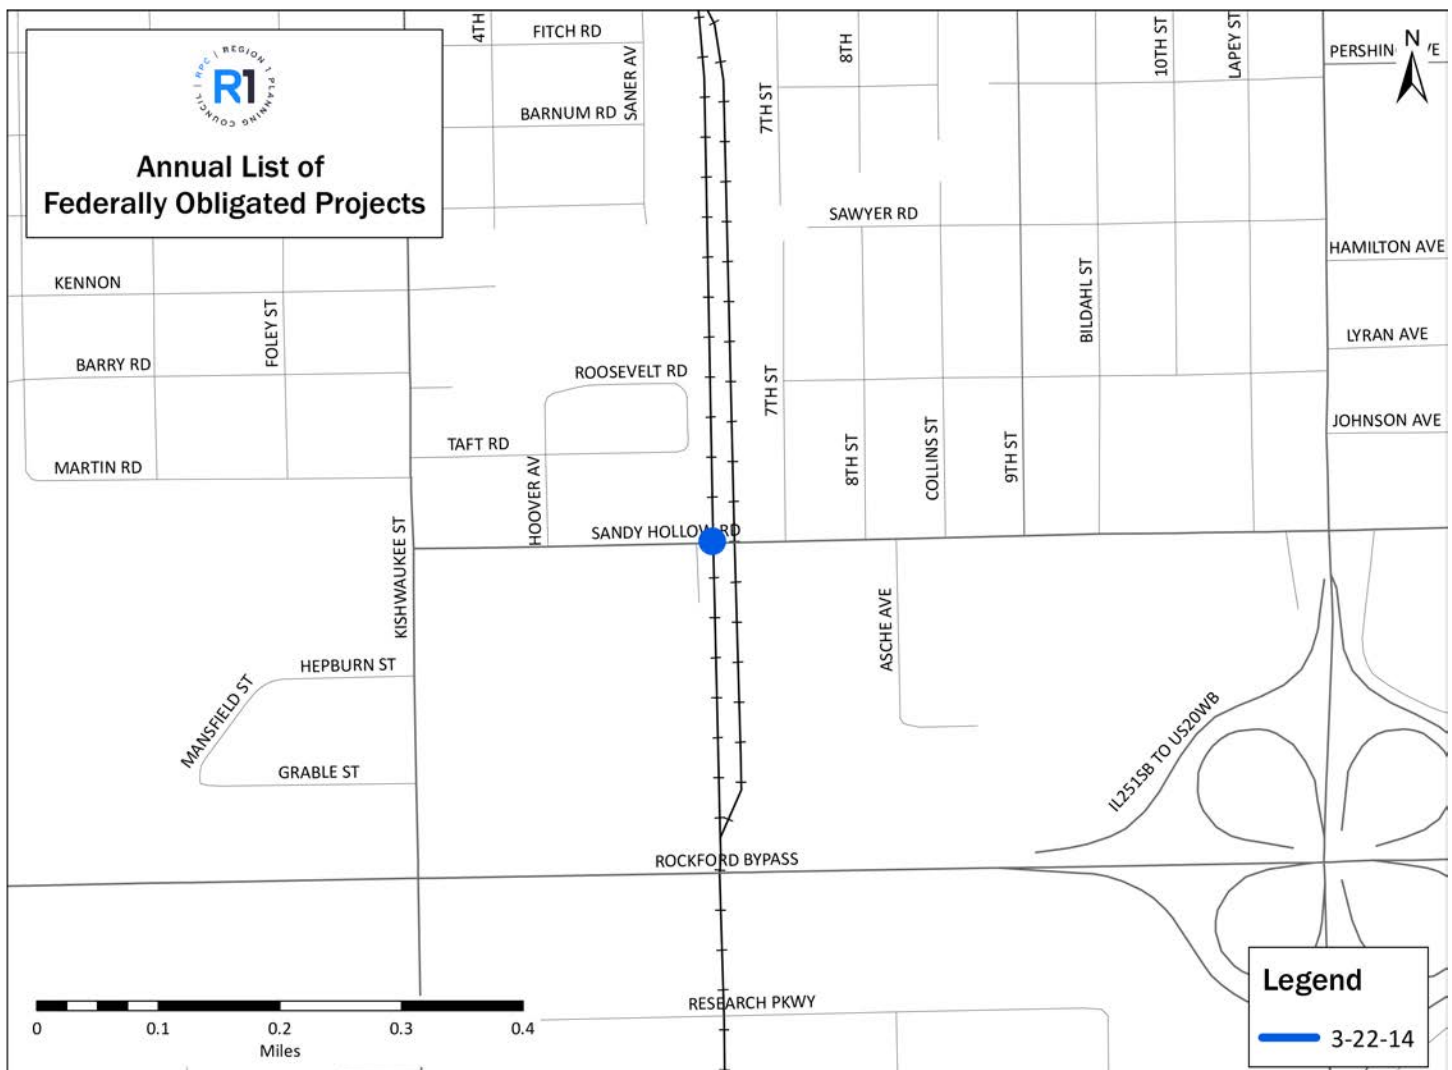 4TH
FITCH RD
SANER AV
8TH
10TH ST
LAPEY ST
PERSHIN
VE
N
RPC | REGION 1 PLANNING COUNCIL |
R1
7TH ST
BARNUM RD
Annual List of
Federally Obligated Projects
SAWYER RD
HAMILTON AVE
KENNON
FOLEY ST
BILDAHL ST
LYRAN AVE
BARRY RD
ROOSEVELT RD
7TH ST
JOHNSON AVE
TAFT RD
MARTIN RD
HOOVER AV
8TH ST
COLLINS ST
9TH ST
SANDY HOLLOW RD
KISHWAUKEE ST
ASCHE AVE
HEPBURN ST
MANSFIELD ST
GRABLE ST
IL251SB TO US20WB
ROCKFORD BYPASS
RESEARCH PKWY
0 0.1 0.2 0.3 0.4
Miles
Legend
3-22-14